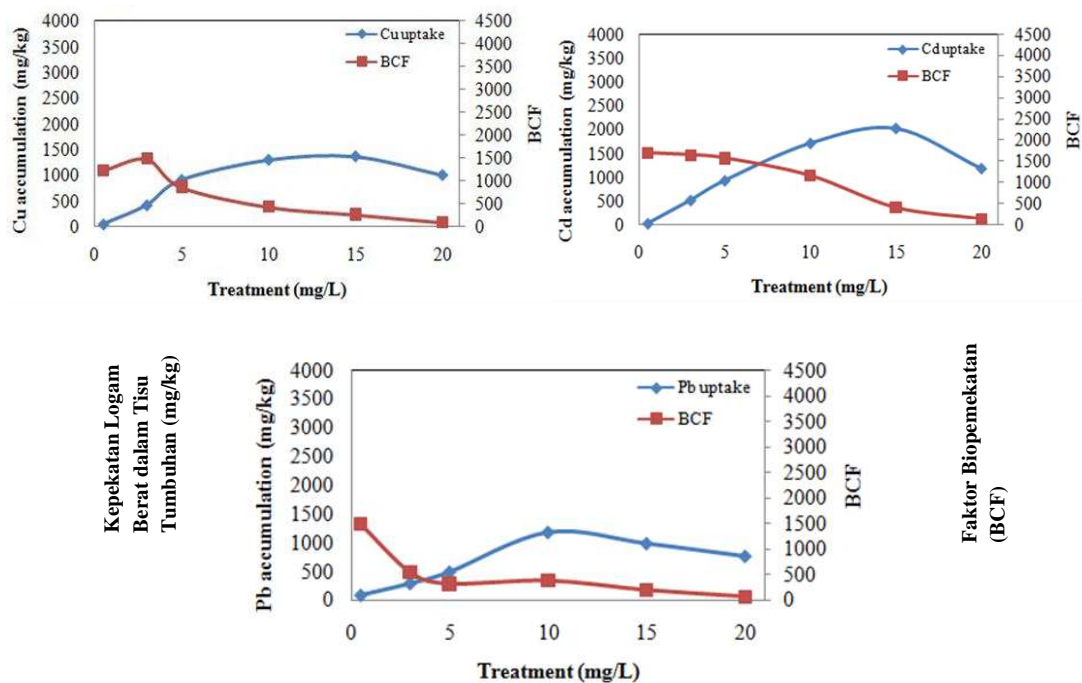 Cu accumulation (mg/kg)
4000
3500
3000
2500
2000
1500
1000
500
0
Cu uptake
BCF
4500
4000
3500
3000
2500
2000
1500
1000
500
0
BCF
0 5 10 15 20
Treatment (mg/L)
Cd accumulation (mg/kg)
4000
3500
3000
2500
2000
1500
1000
500
0
Cd uptake
BCF
4500
4000
3500
3000
2500
2000
1500
1000
500
0
BCF
0 5 10 15 20
Treatment (mg/L)
Kepekatan Logam
Berat dalam Tisu
Tumbuhan (mg/kg)
Pb accumulation (mg/kg)
4000
3500
3000
2500
2000
1500
1000
500
0
Pb uptake
BCF
4500
4000
3500
3000
2500
2000
1500
1000
500
0
BCF
0 5 10 15 20
Treatment (mg/L)
Faktor Biopemekatan
(BCF)